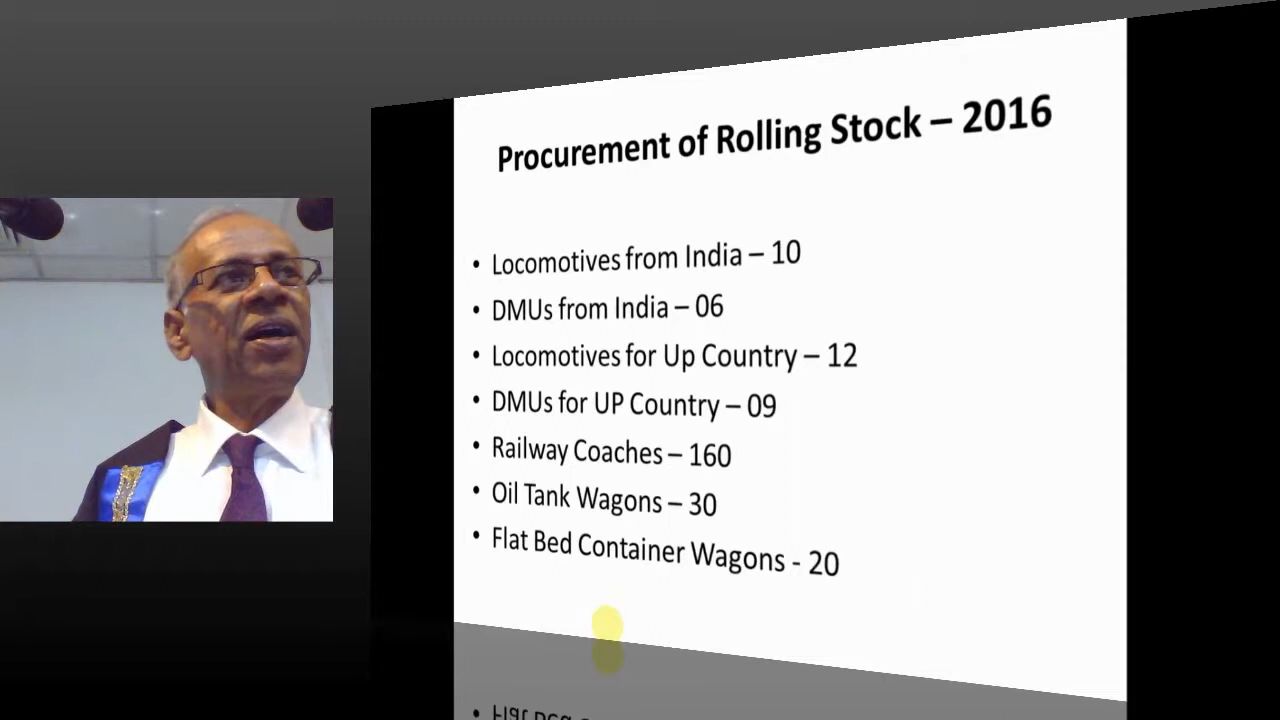 Procurement of Rolling Stock – 2016
• Locomotives from India – 10
• DMUs from India – 06
• Locomotives for Up Country – 12
• DMUs for UP Country – 09
• Railway Coaches – 160
• Oil Tank Wagons – 30
• Flat Bed Container Wagons - 20